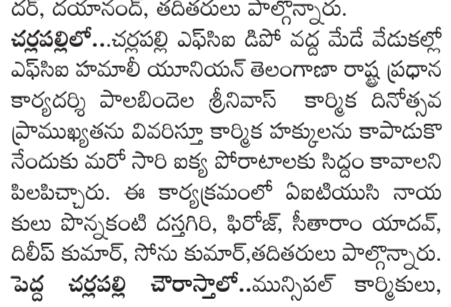 దర్, దయానంద్, తదితరులు పాల్గొన్నారు.
చర్లపల్లిలో...చర్లపల్లి ఎఫ్‌సిఐ డిపో వద్ద మేడే వేడుకల్లో
ఎఫ్‌సిఐ హమాలీ యూనియన్ తెలంగాణా రాష్ట్ర ప్రధాన
కార్యదర్శి పాలబిందెల శ్రీనివాస్ కార్మిక దినోత్సవ
ప్రాముఖ్యతను వివరిస్తూ కార్మిక హక్కులను కాపాడుకొ
నేందుకు మరో సారి ఐక్య పోరాటాలకు సిద్దం కావాలని
పిలపిచ్చారు. ఈ కార్యక్రమంలో ఏఐటియుసి నాయ
కులు పొన్నకంటి దస్తగిరి, ఫిరోజ్, సీతారాం యాదవ్,
దిలీప్ కుమార్, సోను కుమార్,తదితరులు పాల్గొన్నారు.
పెద్ద చర్లపల్లి చౌరాస్తాలో..మున్సిపల్ కార్మికులు,